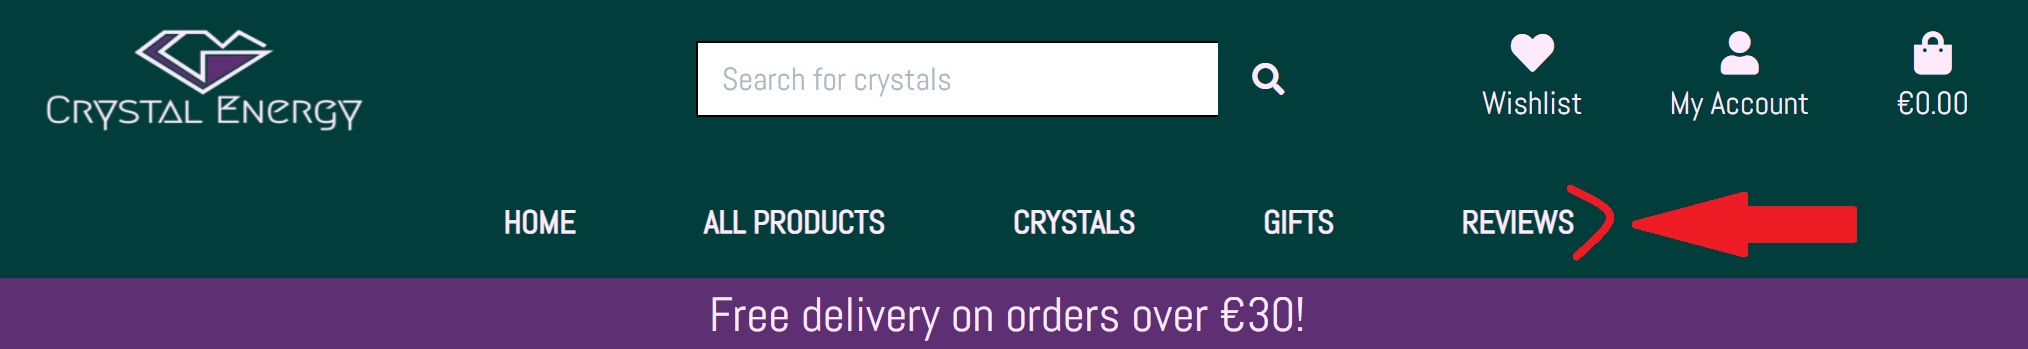 CRYSTAL ENERGY
Search for crystals
Wishlist
My Account
€0.00
HOME
ALL PRODUCTS
CRYSTALS
GIFTS
REVIEWS
Free delivery on orders over €30!